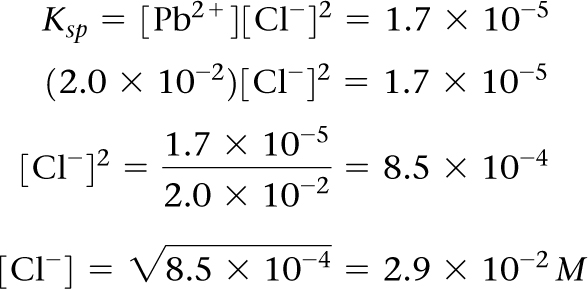 K_sp = [Pb²⁺][Cl⁻]² = 1.7 × 10⁻⁵
(2.0 × 10⁻²)[Cl⁻]² = 1.7 × 10⁻⁵
[Cl⁻]² = 1.7 × 10⁻⁵ / 2.0 × 10⁻² = 8.5 × 10⁻⁴
[Cl⁻] = √8.5 × 10⁻⁴ = 2.9 × 10⁻² M